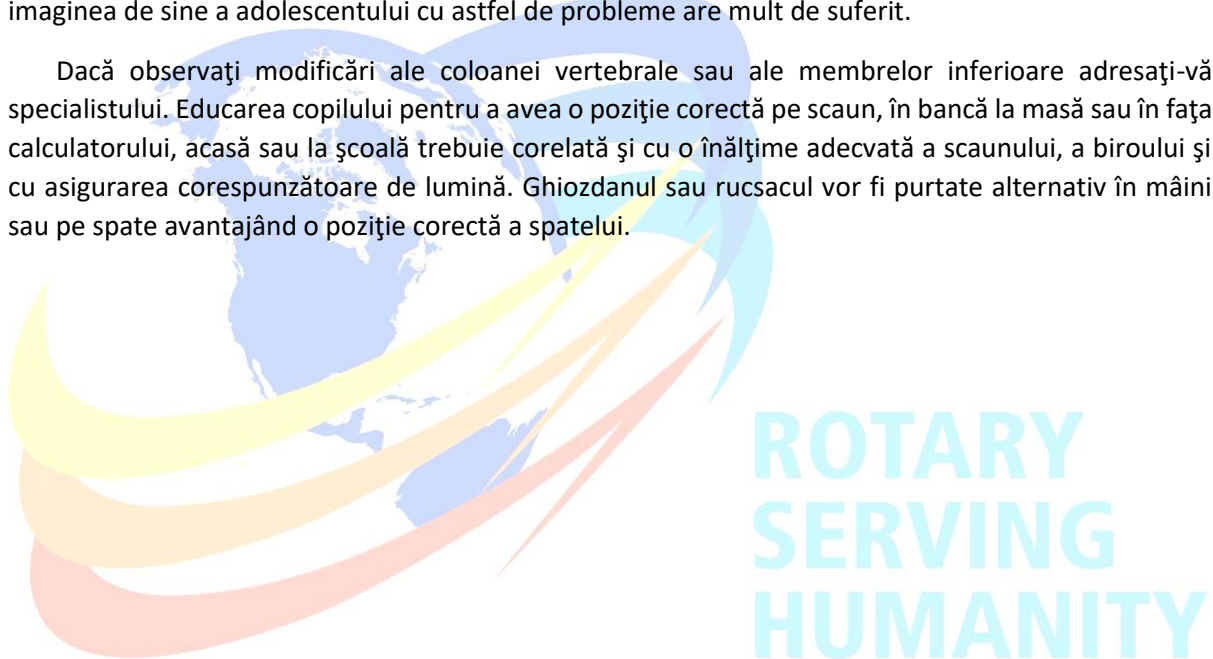 imaginea de sine a adolescentului cu astfel de probleme are mult de suferit.
Dacă observaţi modificări ale coloanei vertebrale sau ale membrelor inferioare adresaţi-vă
specialistului. Educarea copilului pentru a avea o poziţie corectă pe scaun, în bancă la masă sau în faţa
calculatorului, acasă sau la şcoală trebuie corelată şi cu o înălţime adecvată a scaunului, a biroului şi
cu asigurarea corespunzătoare de lumină. Ghiozdanul sau rucsacul vor fi purtate alternativ în mâini
sau pe spate avantajând o poziţie corectă a spatelui.
ROTARY
SERVING
HUMANITY